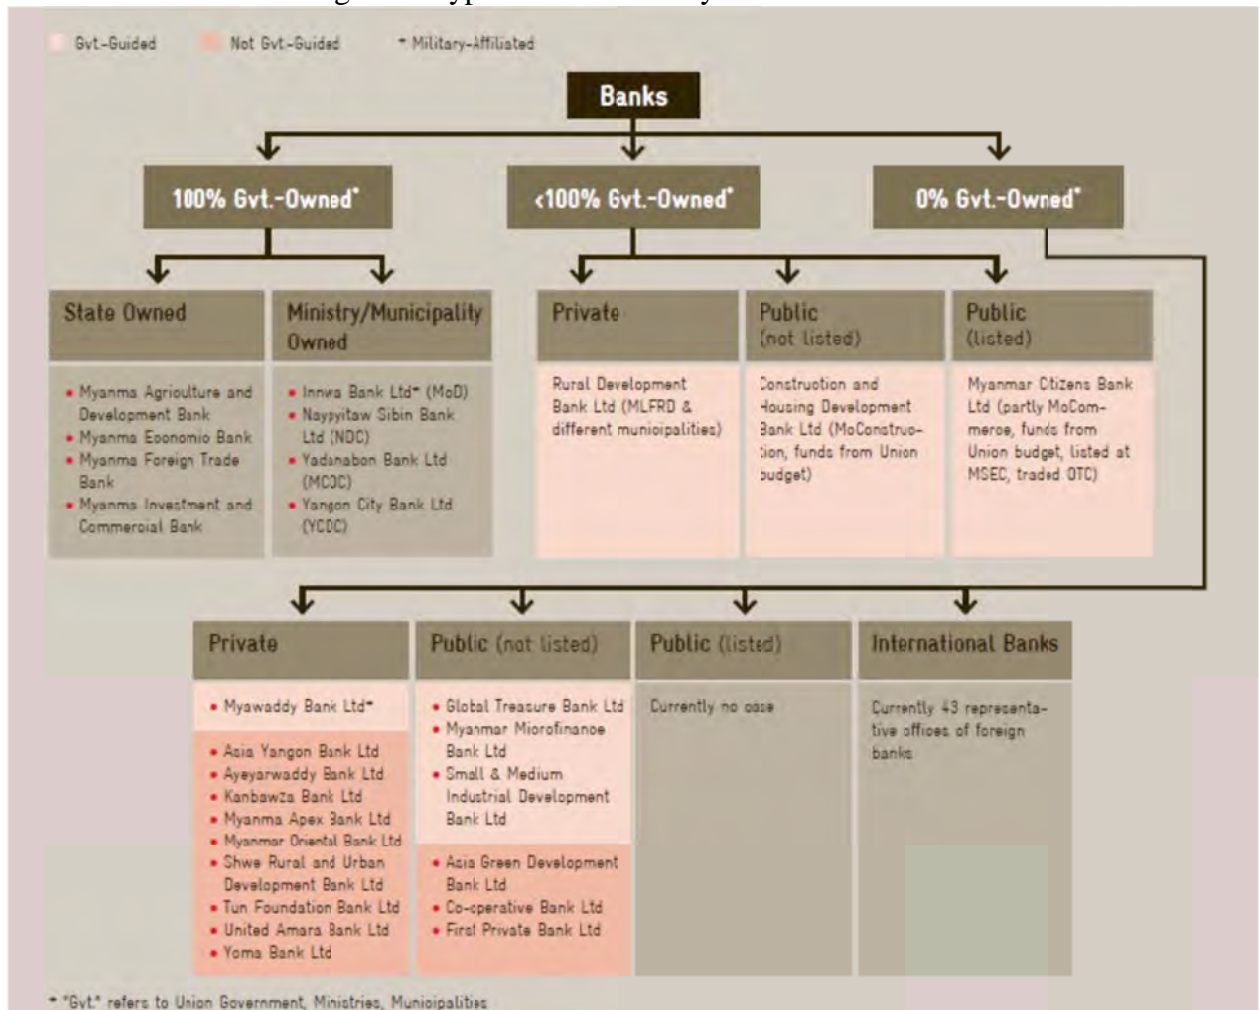 Gvt.-Guided
Not Gvt.-Guided
* Military-Affiliated
Banks
100% Gvt.-Owned*
<100% Gvt.-Owned*
0% Gvt.-Owned*
State Owned
• Myanma Agriculture and
Development Bank
• Myanma Economic Bank
• Myanma Foreign Trade
Bank
• Myanma Investment and
Commercial Bank
Ministry/Municipality
Owned
• Innwa Bank Ltd* (MoD)
• Naypyitaw Sibin Bank
Ltd (NDC)
• Yadanabon Bank Ltd
(MCDC)
• Yangon City Bank Ltd
(YCDC)
Private
Rural Development
Bank Ltd (MLFRD &
different municipalities)
Public
(not listed)
Construction and
Housing Development
Bank Ltd (MoConstruc-
tion, funds from Union
budget)
Public
(listed)
Myanmar Citizens Bank
Ltd (partly MoCom-
merce, funds from
Union budget, listed at
MSEC, traded OTC)
Private
• Myawaddy Bank Ltd*
• Asia Yangon Bank Ltd
• Ayeyarwaddy Bank Ltd
• Kanbawza Bank Ltd
• Myanma Apex Bank Ltd
• Myanmar Oriental Bank Ltd
• Shwe Rural and Urban
Development Bank Ltd
• Tun Foundation Bank Ltd
• United Amara Bank Ltd
• Yoma Bank Ltd
Public (not listed)
• Global Treasure Bank Ltd
• Myanmar Microfinance
Bank Ltd
• Small & Medium
Industrial Development
Bank Ltd
• Asia Green Development
Bank Ltd
• Co-operative Bank Ltd
• First Private Bank Ltd
Public (listed)
Currently no case
International Banks
Currently 43 representa-
tive offices of foreign
banks
* "Gvt." refers to Union Government, Ministries, Municipalities